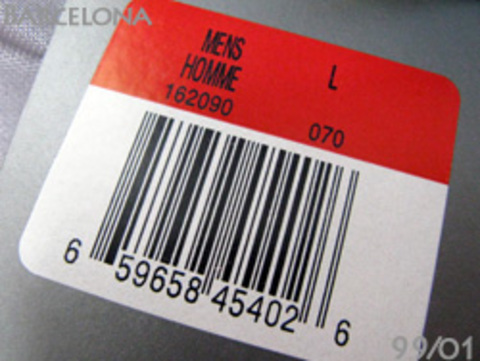 BARCELONA
MENS L
HOMME
162090 070
6 59658 45402 6
99/01